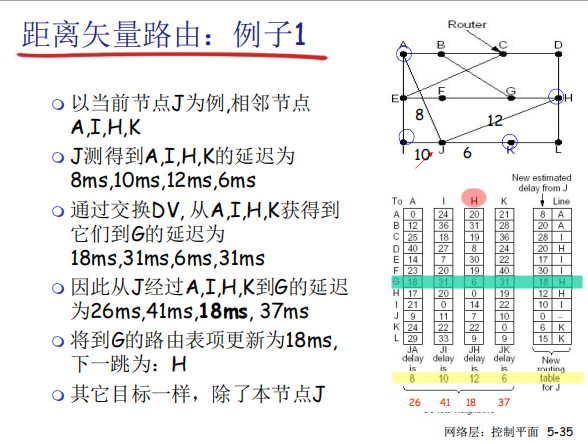 距离矢量路由：例子1
以当前节点J为例,相邻节点
A,I,H,K
J测得到A,I,H,K的延迟为
8ms,10ms,12ms,6ms
通过交换DV, 从A,I,H,K获得到
它们到G的延迟为
18ms,31ms,6ms,31ms
因此从J经过A,I,H,K到G的延迟
为26ms,41ms,18ms, 37ms
将到G的路由表项更新为18ms,
下一跳为：H
其它目标一样，除了本节点J
Router
A B C D
E F G H
8 12
I J K L
10 6
New estimated
delay from J
To A I H K Line
A 0 24 20 21 8 A
B 12 36 31 28 20 A
C 25 18 19 36 28 I
D 40 27 8 24 20 H
E 14 7 30 22 17 I
F 23 20 19 40 30 I
G 18 31 6 31 18 H
H 17 20 0 19 12 H
I 21 0 14 22 10 I
J 9 11 7 10 0 –
K 24 22 22 0 6 K
L 29 33 9 9 15 K
JA JI JH JK
delay delay delay delay New
is is is is routing
8 10 12 6 table
for J
26 41 18 37
网络层：控制平面 5-35